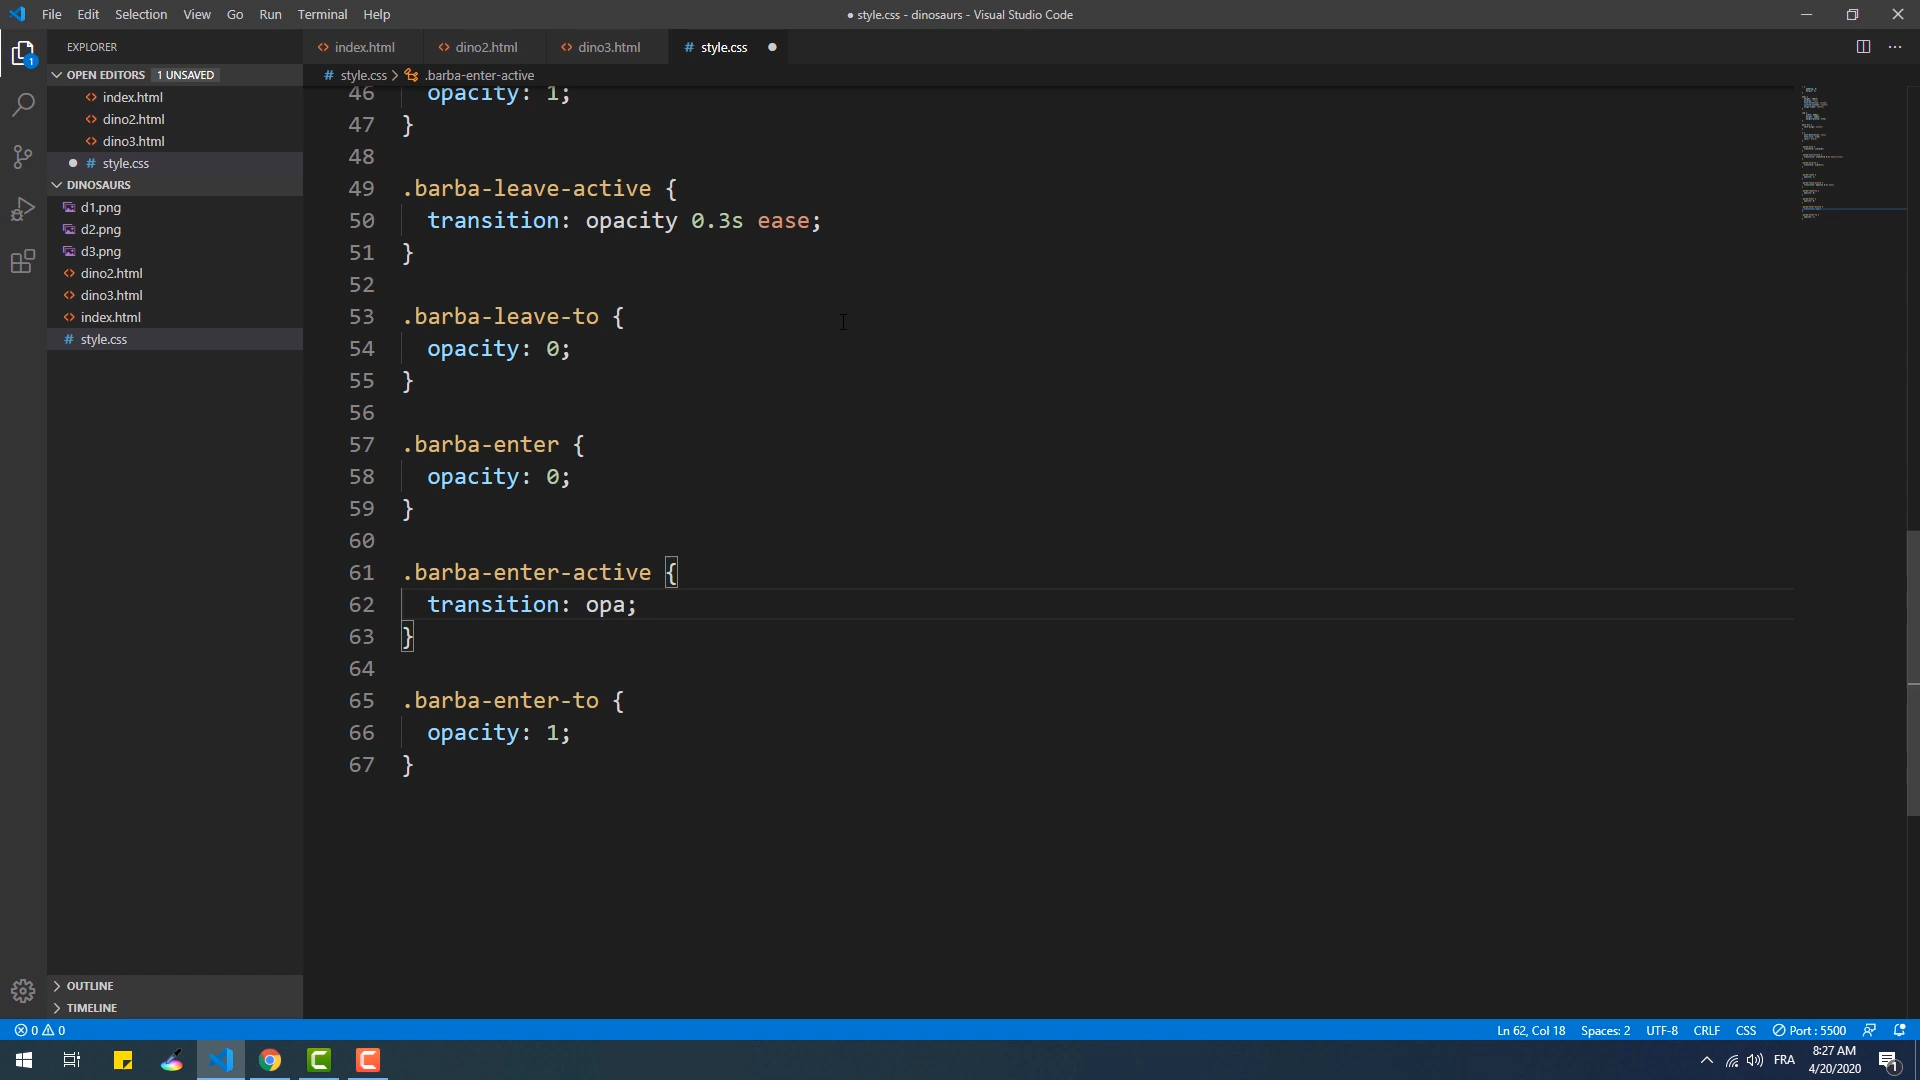 File Edit Selection View Go Run Terminal Help
● style.css - dinosaurs - Visual Studio Code
EXPLORER
index.html
dino2.html
dino3.html
# style.css
OPEN EDITORS 1 UNSAVED
# style.css > .barba-enter-active
index.html
dino2.html
dino3.html
# style.css
DINOSAURS
d1.png
d2.png
d3.png
dino2.html
dino3.html
index.html
# style.css
OUTLINE
TIMELINE
46 opacity: 1;
47 }
48
49 .barba-leave-active {
50 transition: opacity 0.3s ease;
51 }
52
53 .barba-leave-to {
54 opacity: 0;
55 }
56
57 .barba-enter {
58 opacity: 0;
59 }
60
61 .barba-enter-active {
62 transition: opa;
63 }
64
65 .barba-enter-to {
66 opacity: 1;
67 }
0 0
Ln 62, Col 18 Spaces: 2 UTF-8 CRLF CSS Port : 5500
FRA
8:27 AM
4/20/2020
1
1